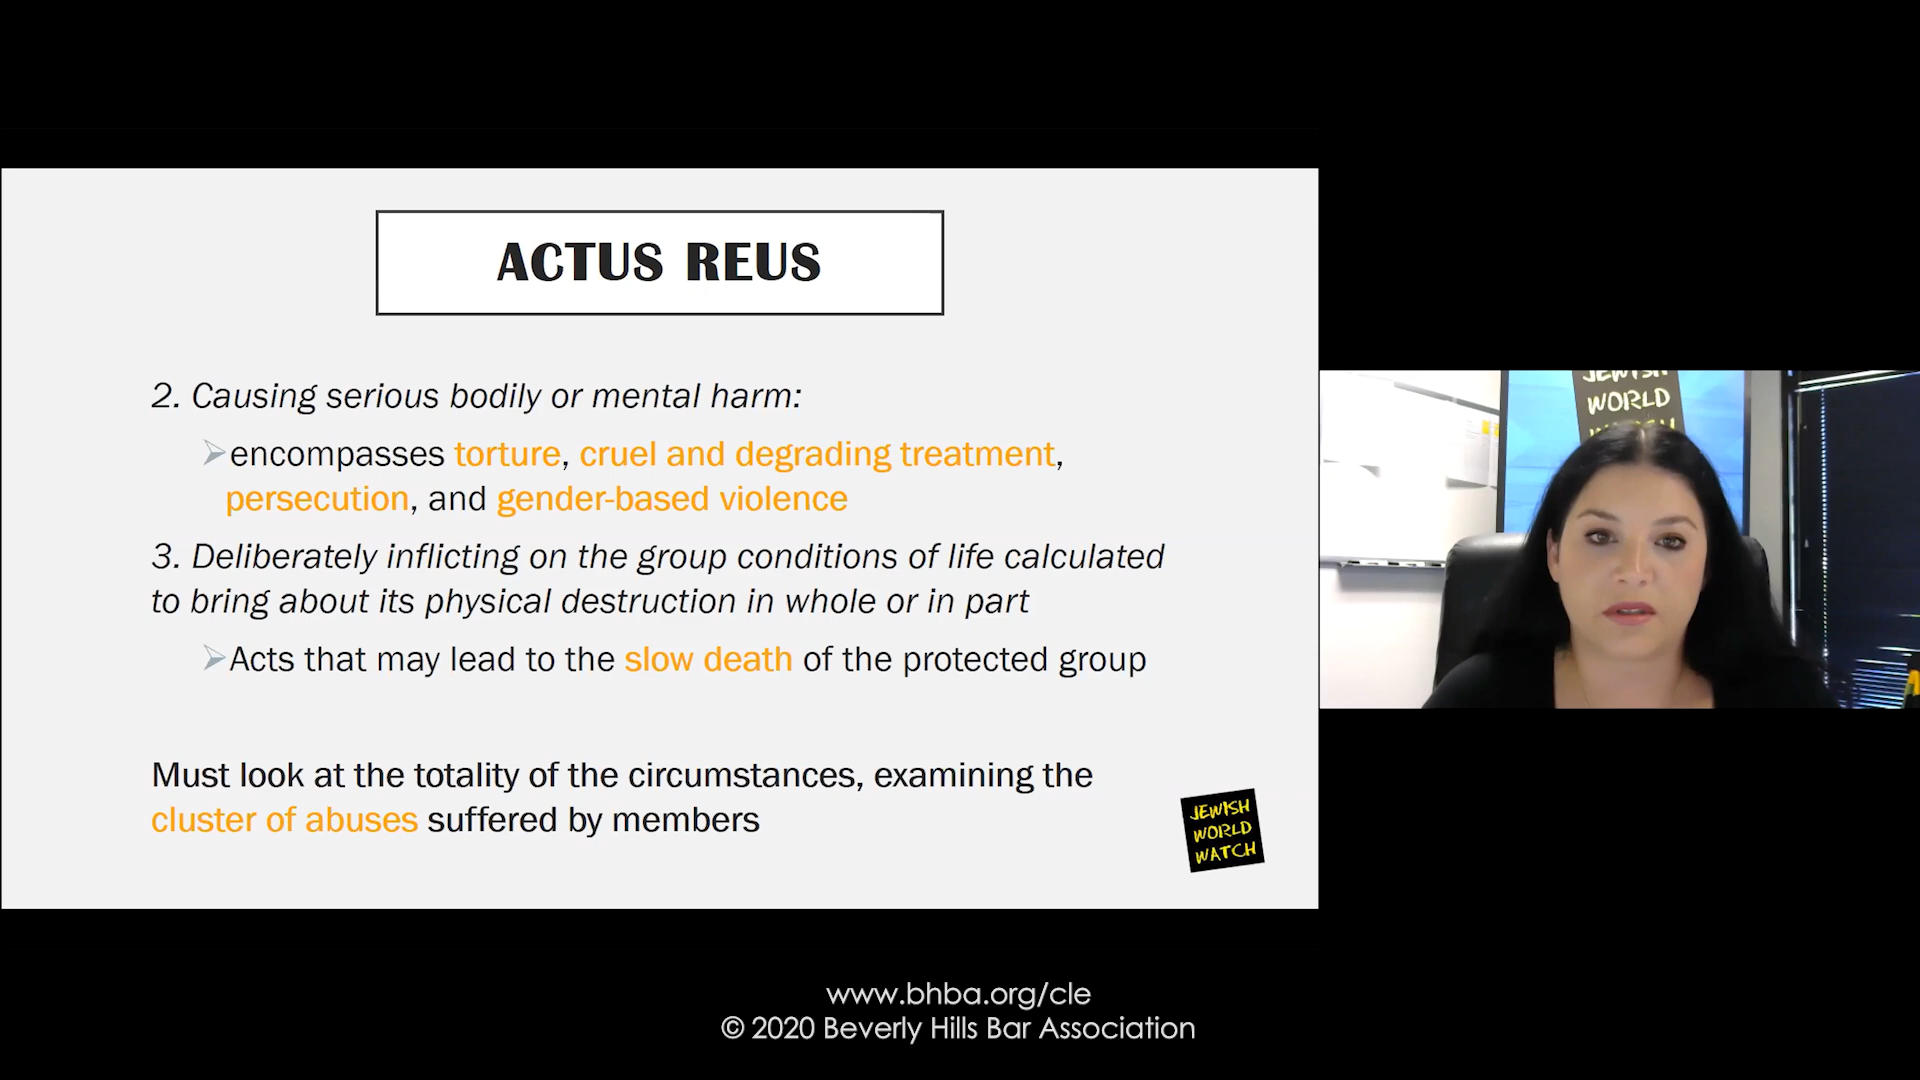 ACTUS REUS
2. Causing serious bodily or mental harm:
encompasses torture, cruel and degrading treatment,
persecution, and gender-based violence
3. Deliberately inflicting on the group conditions of life calculated
to bring about its physical destruction in whole or in part
Acts that may lead to the slow death of the protected group
Must look at the totality of the circumstances, examining the
cluster of abuses suffered by members
JEWISH
WORLD
WATCH
JEWISH
WORLD
WATCH
www.bhba.org/cle
© 2020 Beverly Hills Bar Association